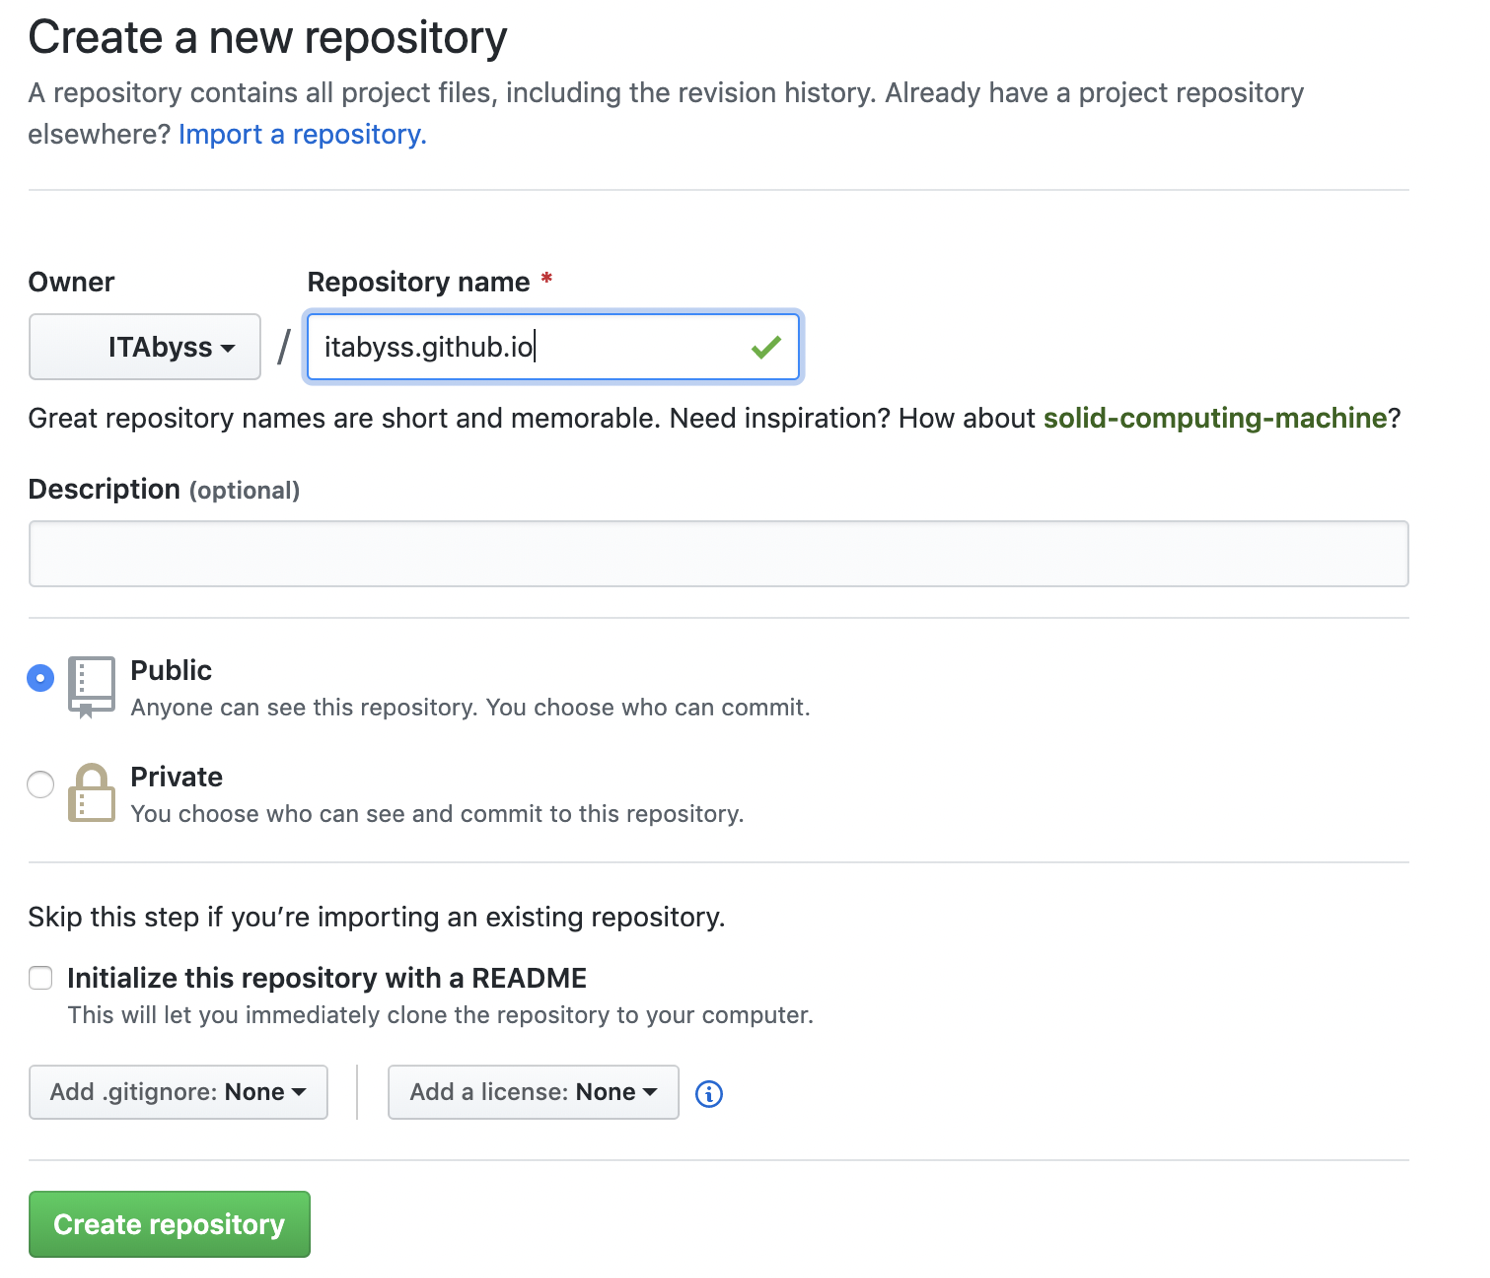 Create a new repository
A repository contains all project files, including the revision history. Already have a project repository
elsewhere? Import a repository.
Owner
Repository name *
ITAbyss
/
itabyss.github.io
Great repository names are short and memorable. Need inspiration? How about solid-computing-machine?
Description (optional)
Public
Anyone can see this repository. You choose who can commit.
Private
You choose who can see and commit to this repository.
Skip this step if you’re importing an existing repository.
Initialize this repository with a README
This will let you immediately clone the repository to your computer.
Add .gitignore: None
Add a license: None
Create repository